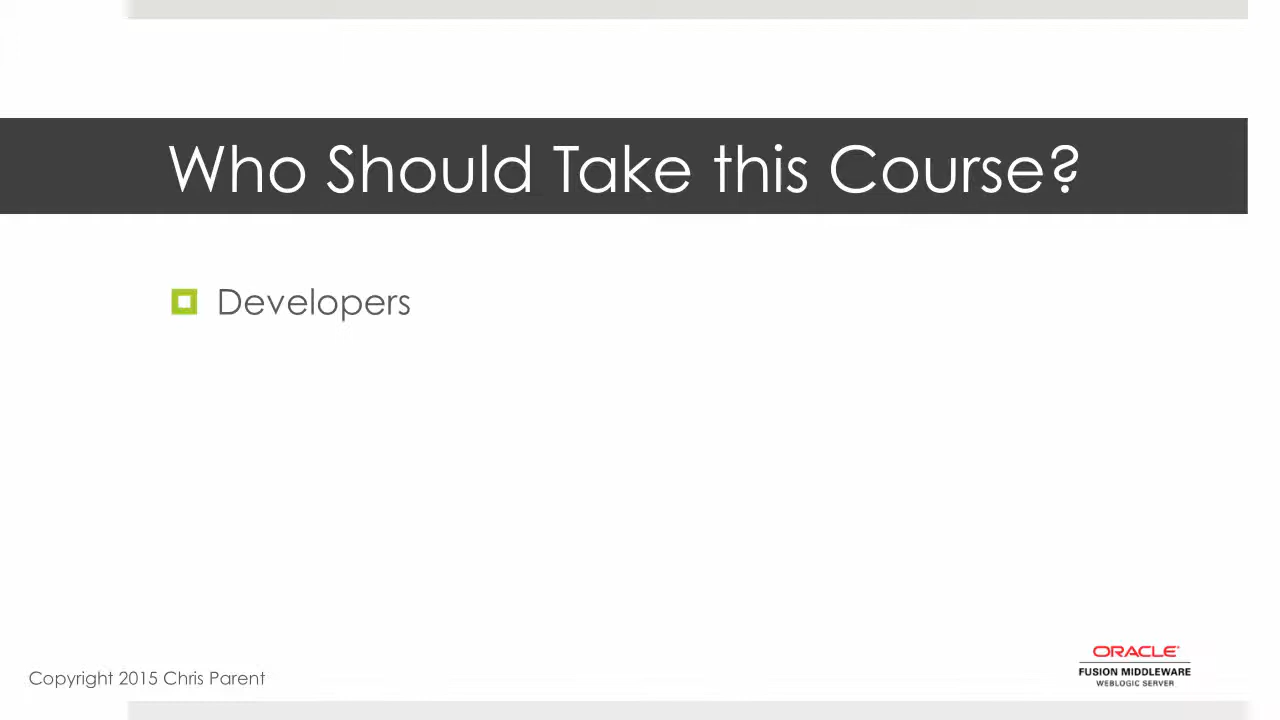 Who Should Take this Course?
Developers
Copyright 2015 Chris Parent
ORACLE®
FUSION MIDDLEWARE
WEBLOGIC SERVER